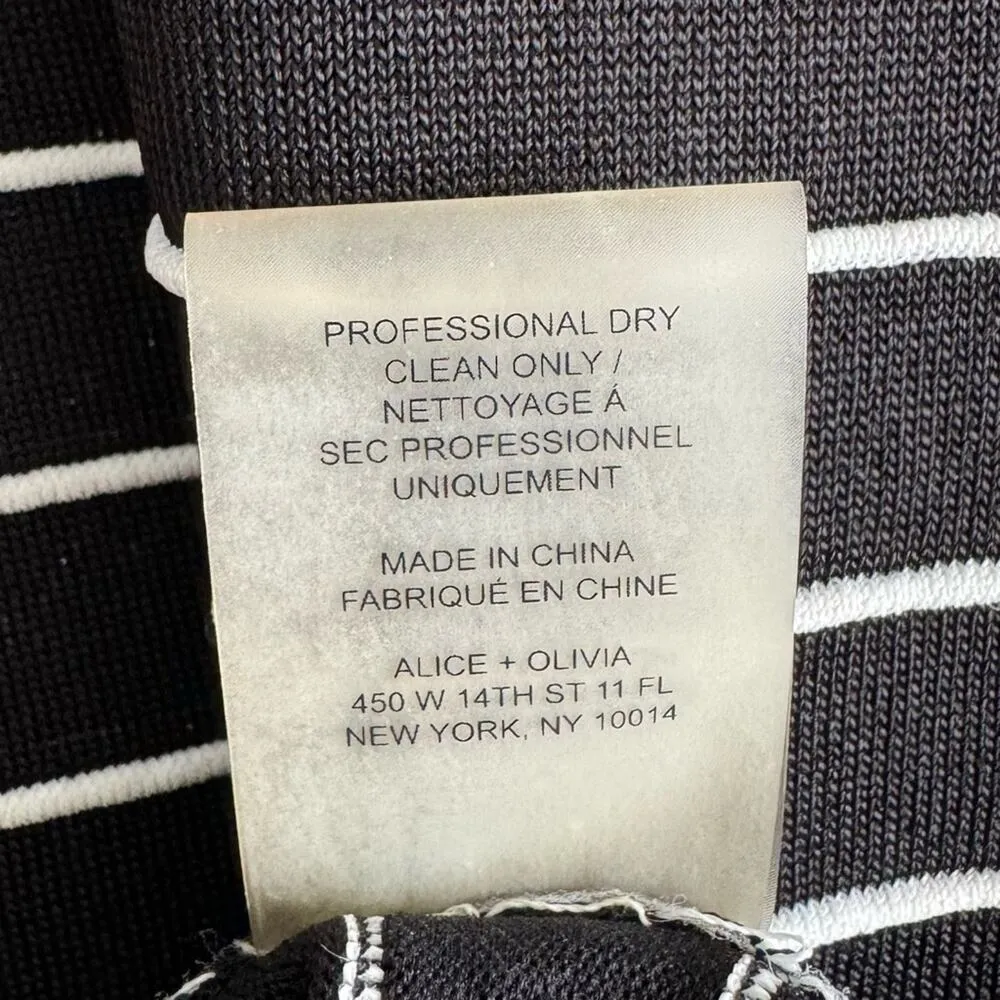 PROFESSIONAL DRY
CLEAN ONLY /
NETTOYAGE Á
SEC PROFESSIONNEL
UNIQUEMENT
MADE IN CHINA
FABRIQUÉ EN CHINE
ALICE + OLIVIA
450 W 14TH ST 11 FL
NEW YORK, NY 10014